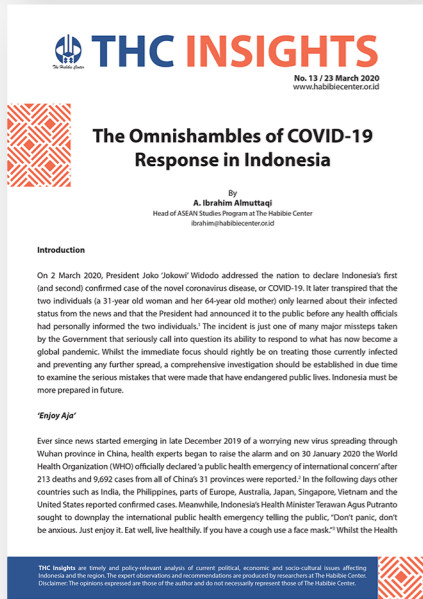 The Habibie Center
THC INSIGHTS
No. 13 / 23 March 2020
www.habibiecenter.or.id
The Omnishambles of COVID-19
Response in Indonesia
By
A. Ibrahim Almuttaqi
Head of ASEAN Studies Program at The Habibie Center
ibrahim@habibiecenter.or.id
Introduction
On 2 March 2020, President Joko ‘Jokowi’ Widodo addressed the nation to declare Indonesia’s first
(and second) confirmed case of the novel coronavirus disease, or COVID-19. It later transpired that the
two individuals (a 31-year old woman and her 64-year old mother) only learned about their infected
status from the news and that the President had announced it to the public before any health officials
had personally informed the two individuals.1 The incident is just one of many major missteps taken
by the Government that seriously call into question its ability to respond to what has now become a
global pandemic. Whilst the immediate focus should rightly be on treating those currently infected
and preventing any further spread, a comprehensive investigation should be established in due time
to examine the serious mistakes that were made that have endangered public lives. Indonesia must be
more prepared in future.
‘Enjoy Aja’
Ever since news started emerging in late December 2019 of a worrying new virus spreading through
Wuhan province in China, health experts began to raise the alarm and on 30 January 2020 the World
Health Organization (WHO) officially declared ‘a public health emergency of international concern’ after
213 deaths and 9,692 cases from all of China’s 31 provinces were reported.2 In the following days other
countries such as India, the Philippines, parts of Europe, Australia, Japan, Singapore, Vietnam and the
United States reported confirmed cases. Meanwhile, Indonesia’s Health Minister Terawan Agus Putranto
sought to downplay the international public health emergency telling the public, “Don’t panic, don’t
be anxious. Just enjoy it. Eat well, live healthily. If you have a cough use a face mask.”3 Whilst the Health
THC Insights are timely and policy-relevant analysis of current political, economic and socio-cultural issues affecting
Indonesia and the region. The expert observations and recommendations are produced by researchers at The Habibie Center.
Disclaimer: The opinions expressed are those of the author and do not necessarily represent those of The Habibie Center.